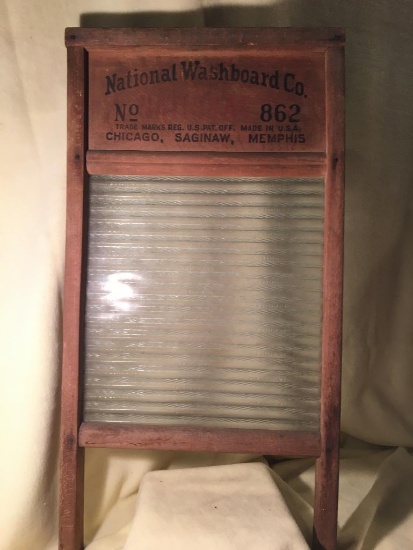 National Washboard Co.
No 862
TRADE MARKS REG. U.S. PAT. OFF. MADE IN U.S.A.
CHICAGO, SAGINAW, MEMPHIS